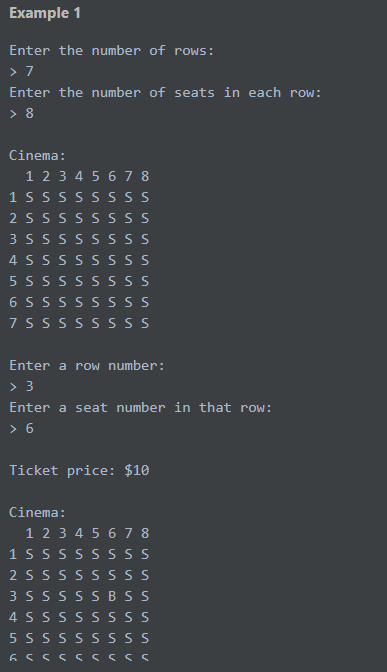 Example 1
Enter the number of rows:
> 7
Enter the number of seats in each row:
> 8
Cinema:
  1 2 3 4 5 6 7 8
1 S S S S S S S S
2 S S S S S S S S
3 S S S S S S S S
4 S S S S S S S S
5 S S S S S S S S
6 S S S S S S S S
7 S S S S S S S S
Enter a row number:
> 3
Enter a seat number in that row:
> 6
Ticket price: $10
Cinema:
  1 2 3 4 5 6 7 8
1 S S S S S S S S
2 S S S S S S S S
3 S S S S S B S S
4 S S S S S S S S
5 S S S S S S S S
6 S S S S S S S S